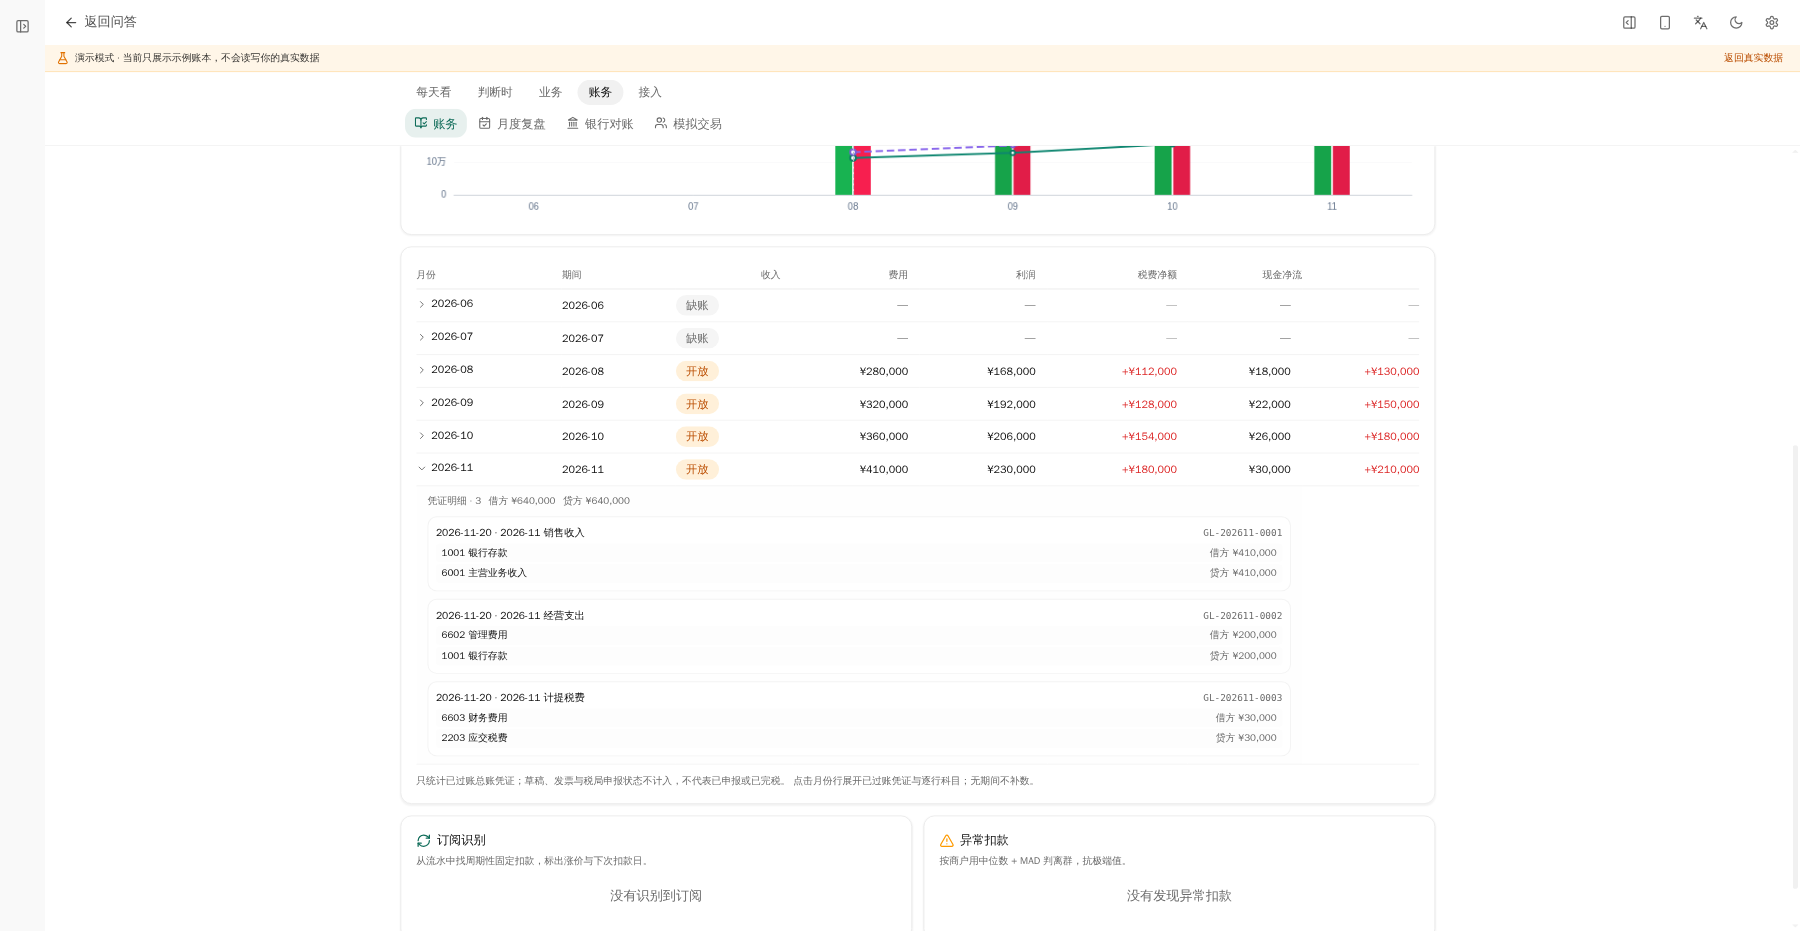 返回问答
演示模式 · 当前只展示示例账本，不会读写你的真实数据 返回真实数据
每天看 判断时 业务 账务 接入
账务 月度复盘 银行对账 模拟交易
10万
0
06 07 08 09 10 11
月份 期间 收入 费用 利润 税费净额 现金净流
2026-06 2026-06 缺账 — — — — —
2026-07 2026-07 缺账 — — — — —
2026-08 2026-08 开放 ¥280,000 ¥168,000 +¥112,000 ¥18,000 +¥130,000
2026-09 2026-09 开放 ¥320,000 ¥192,000 +¥128,000 ¥22,000 +¥150,000
2026-10 2026-10 开放 ¥360,000 ¥206,000 +¥154,000 ¥26,000 +¥180,000
2026-11 2026-11 开放 ¥410,000 ¥230,000 +¥180,000 ¥30,000 +¥210,000
凭证明细 · 3 借方 ¥640,000 贷方 ¥640,000
2026-11-20 · 2026-11 销售收入 GL-202611-0001
1001 银行存款 借方 ¥410,000
6001 主营业务收入 贷方 ¥410,000
2026-11-20 · 2026-11 经营支出 GL-202611-0002
6602 管理费用 借方 ¥200,000
1001 银行存款 贷方 ¥200,000
2026-11-20 · 2026-11 计提税费 GL-202611-0003
6603 财务费用 借方 ¥30,000
2203 应交税费 贷方 ¥30,000
只统计已过账总账凭证；草稿、发票与税局申报状态不计入，不代表已申报或已完税。 点击月份行展开已过账凭证与逐行科目；无期间不补数。
订阅识别
从流水中找周期性固定扣款，标出涨价与下次扣款日。
没有识别到订阅
异常扣款
按商户用中位数 + MAD 判离群，抗极端值。
没有发现异常扣款